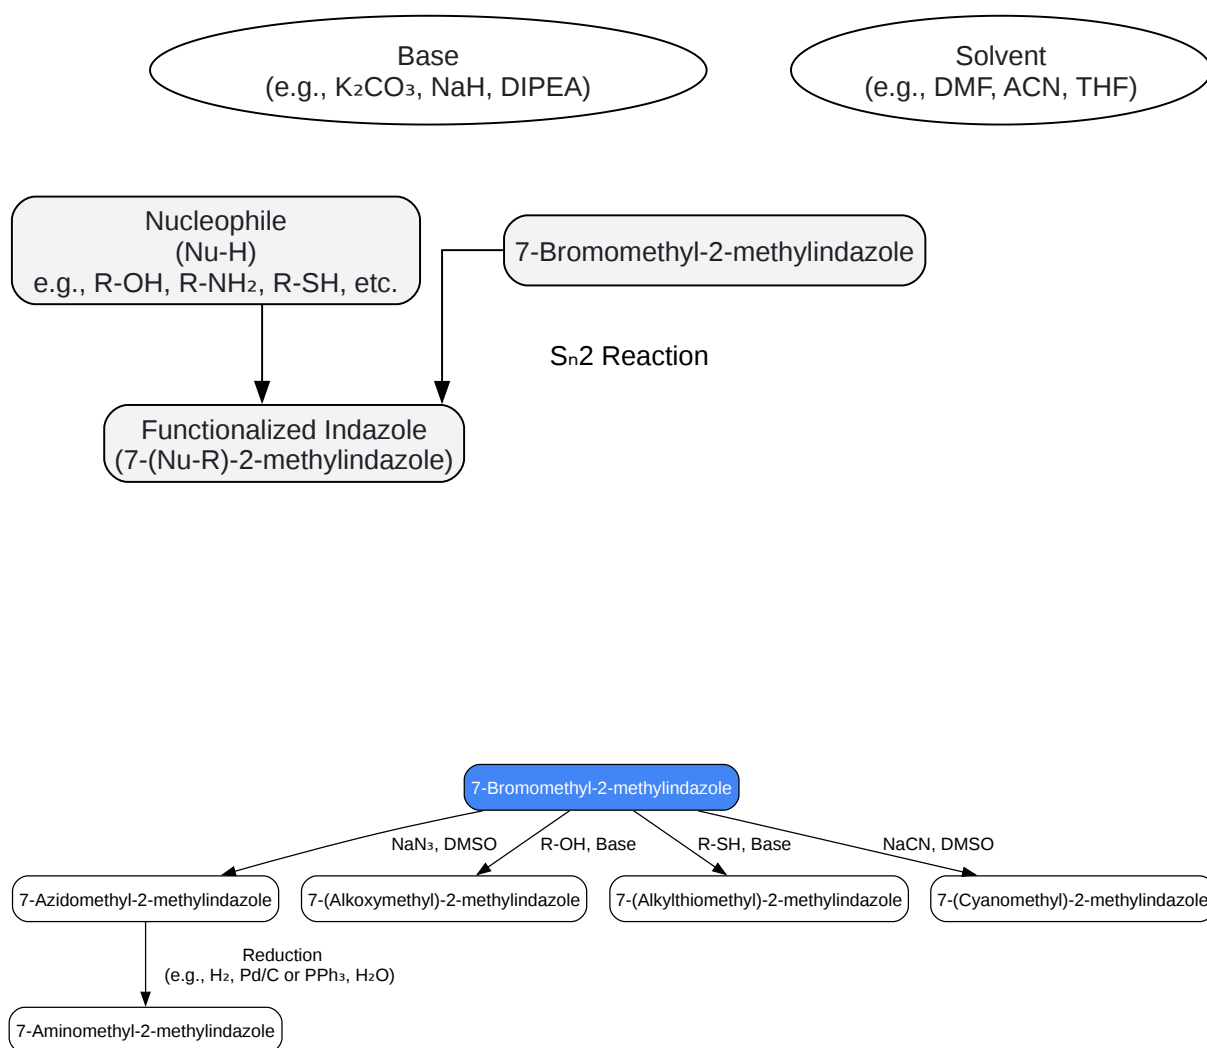 Base
(e.g., K₂CO₃, NaH, DIPEA)
Solvent
(e.g., DMF, ACN, THF)
Nucleophile
(Nu-H)
e.g., R-OH, R-NH₂, R-SH, etc.
7-Bromomethyl-2-methylindazole
Sₙ2 Reaction
Functionalized Indazole
(7-(Nu-R)-2-methylindazole)
7-Bromomethyl-2-methylindazole
NaN₃, DMSO
R-OH, Base
R-SH, Base
NaCN, DMSO
7-Azidomethyl-2-methylindazole
7-(Alkoxymethyl)-2-methylindazole
7-(Alkylthiomethyl)-2-methylindazole
7-(Cyanomethyl)-2-methylindazole
Reduction
(e.g., H₂, Pd/C or PPh₃, H₂O)
7-Aminomethyl-2-methylindazole